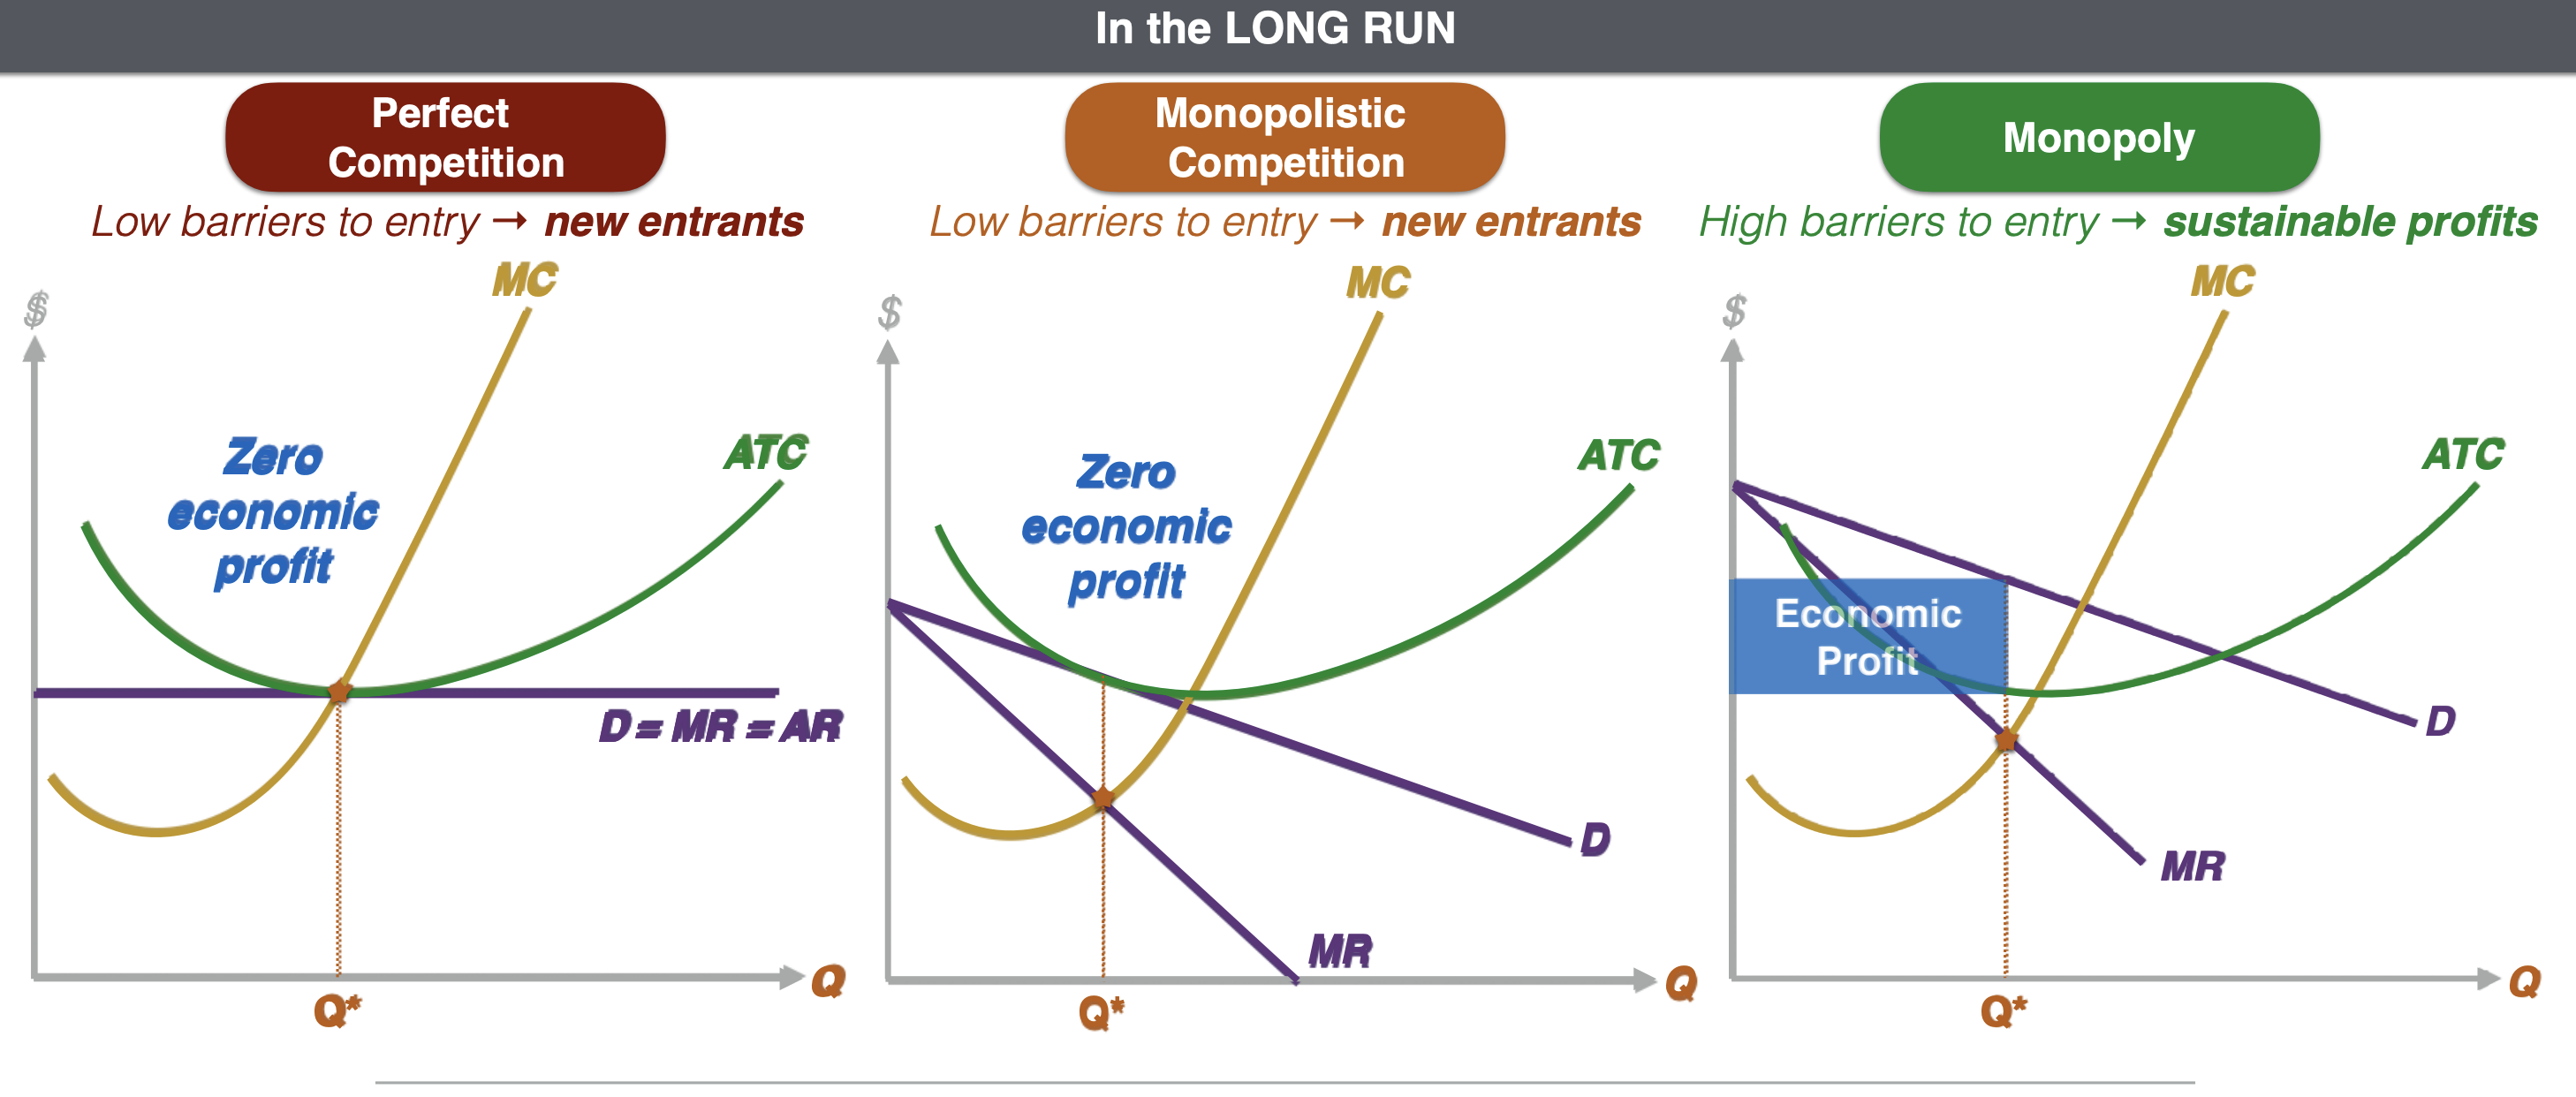 In the LONG RUN
Perfect
Competition
Low barriers to entry → new entrants
$
MC
Zero
economic
profit
ATC
D = MR = AR
Q
Q*
Monopolistic
Competition
Low barriers to entry → new entrants
$
MC
Zero
economic
profit
ATC
D
MR
Q
Q*
Monopoly
High barriers to entry → sustainable profits
$
MC
ATC
Economic
Profit
D
MR
Q
Q*